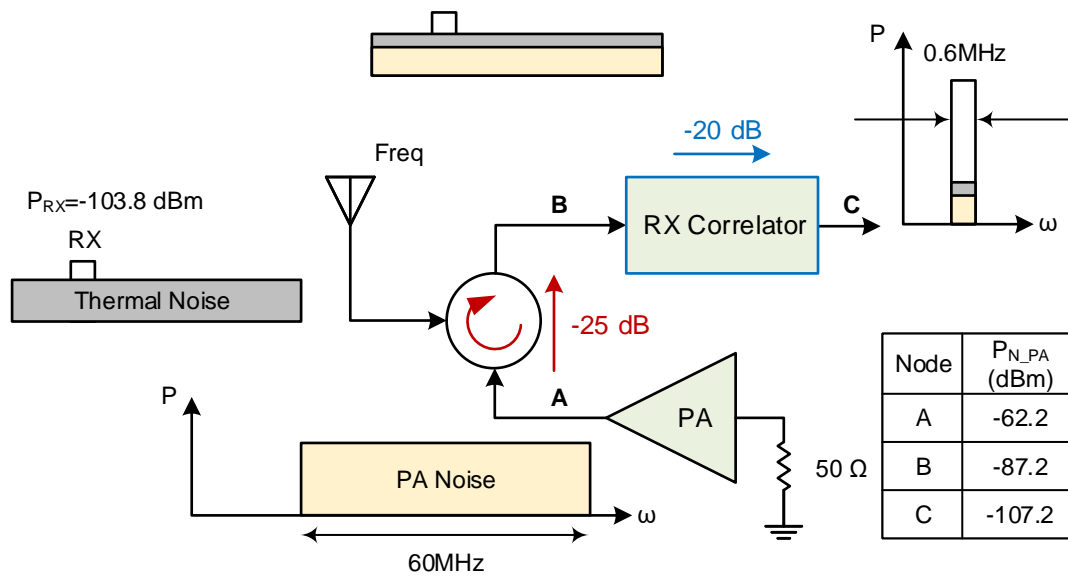 P
0.6MHz
-20 dB
Freq
P_RX=-103.8 dBm
B
RX Correlator
C
ω
RX
Thermal Noise
-25 dB
A
PA
P
PA Noise
ω
60MHz
50 Ω
Node P_N_PA (dBm)
A -62.2
B -87.2
C -107.2